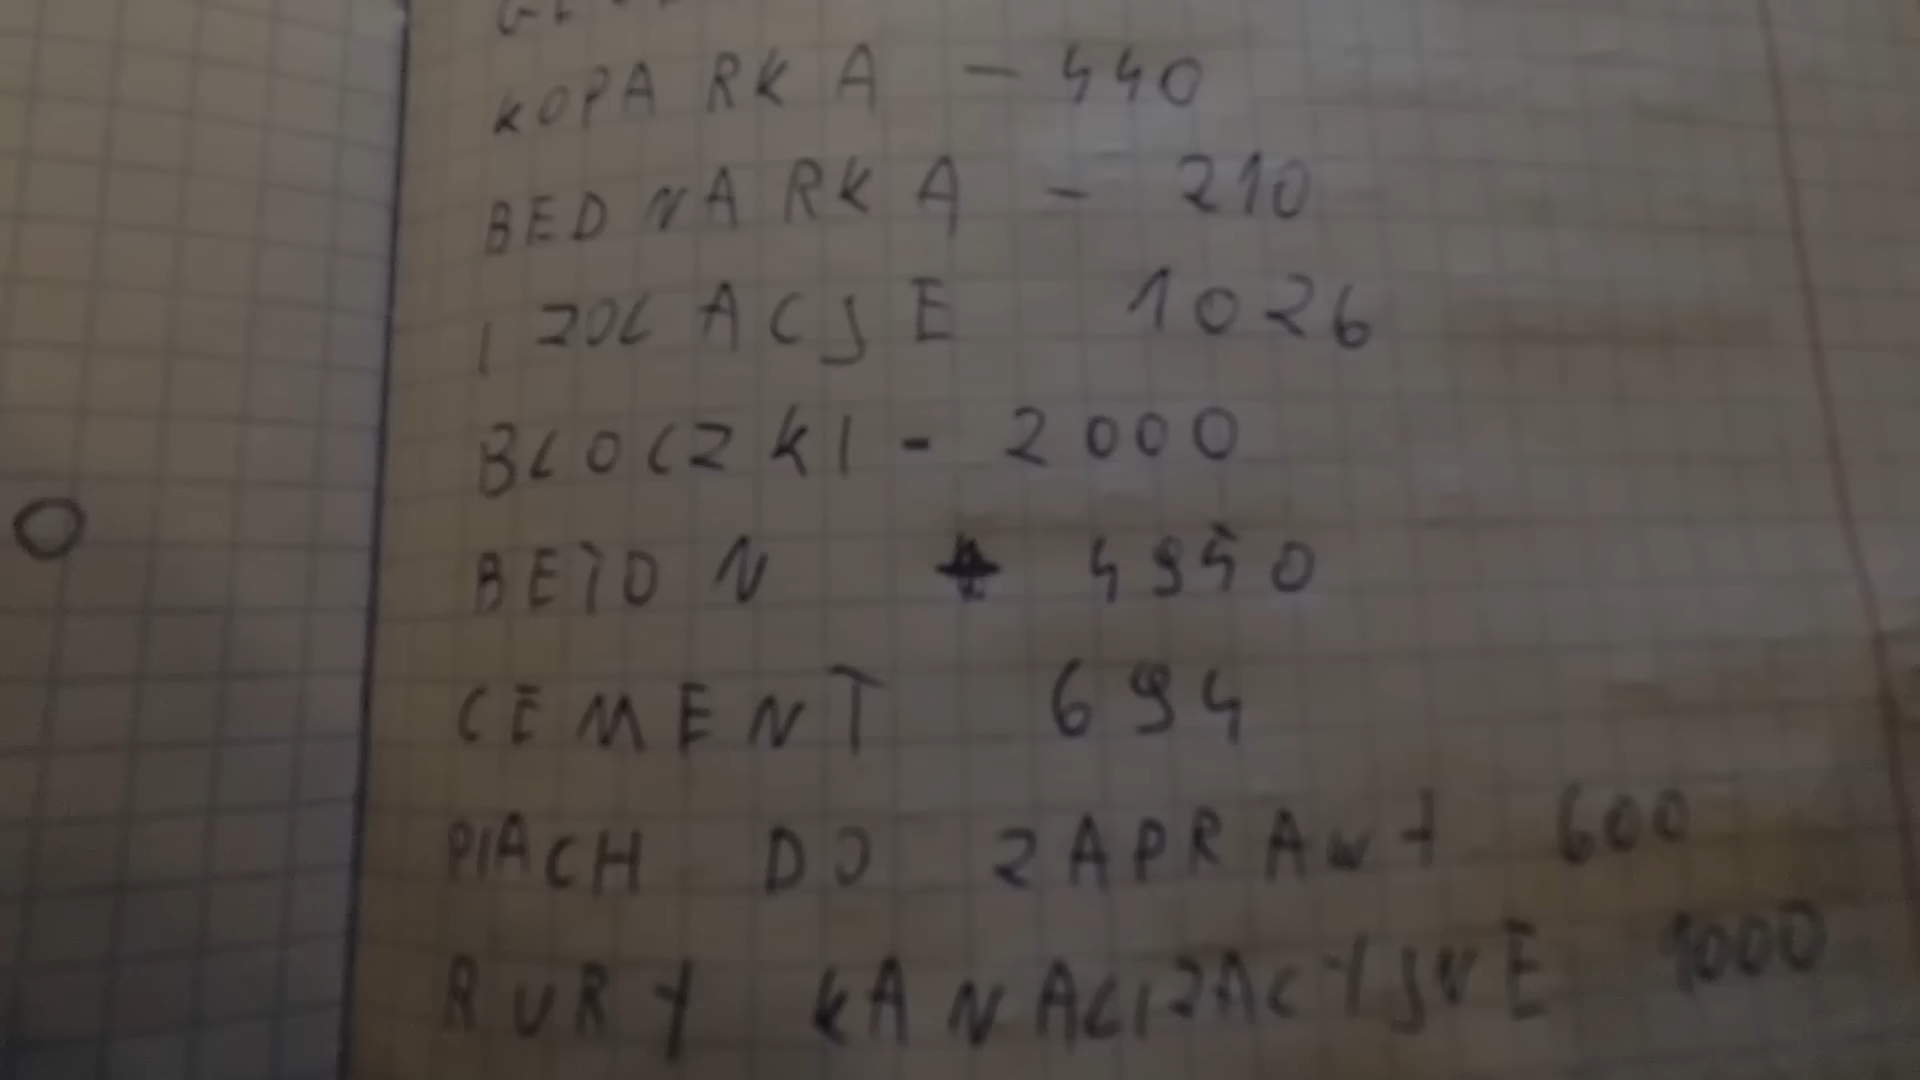 KOPARKA - 440
BEDNARKA - 210
IZOLACJE 1026
BLOCZKI - 2000
BETON 4950
CEMENT 694
PIACH DO ZAPRAWY 600
RURY KANALIZACYJNE 1000